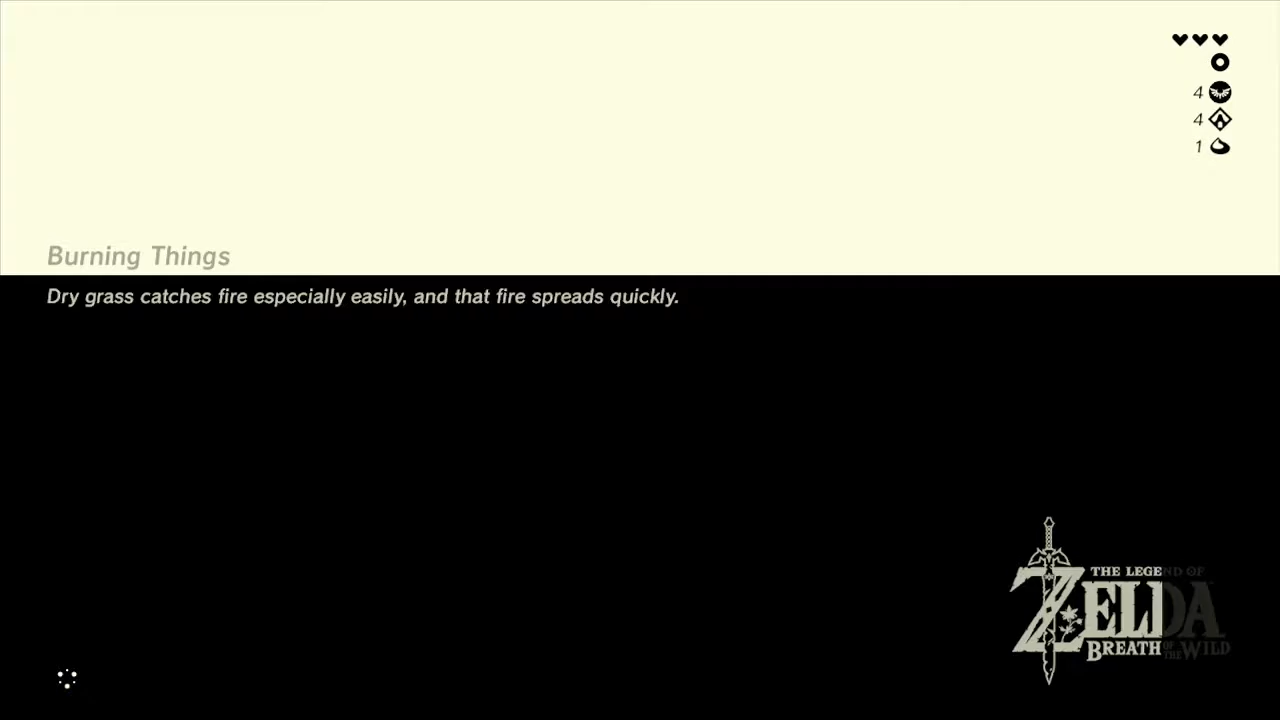 4
4
1
Burning Things
Dry grass catches fire especially easily, and that fire spreads quickly.
THE LEGEND OF
ZELDA
BREATH OF THE WILD